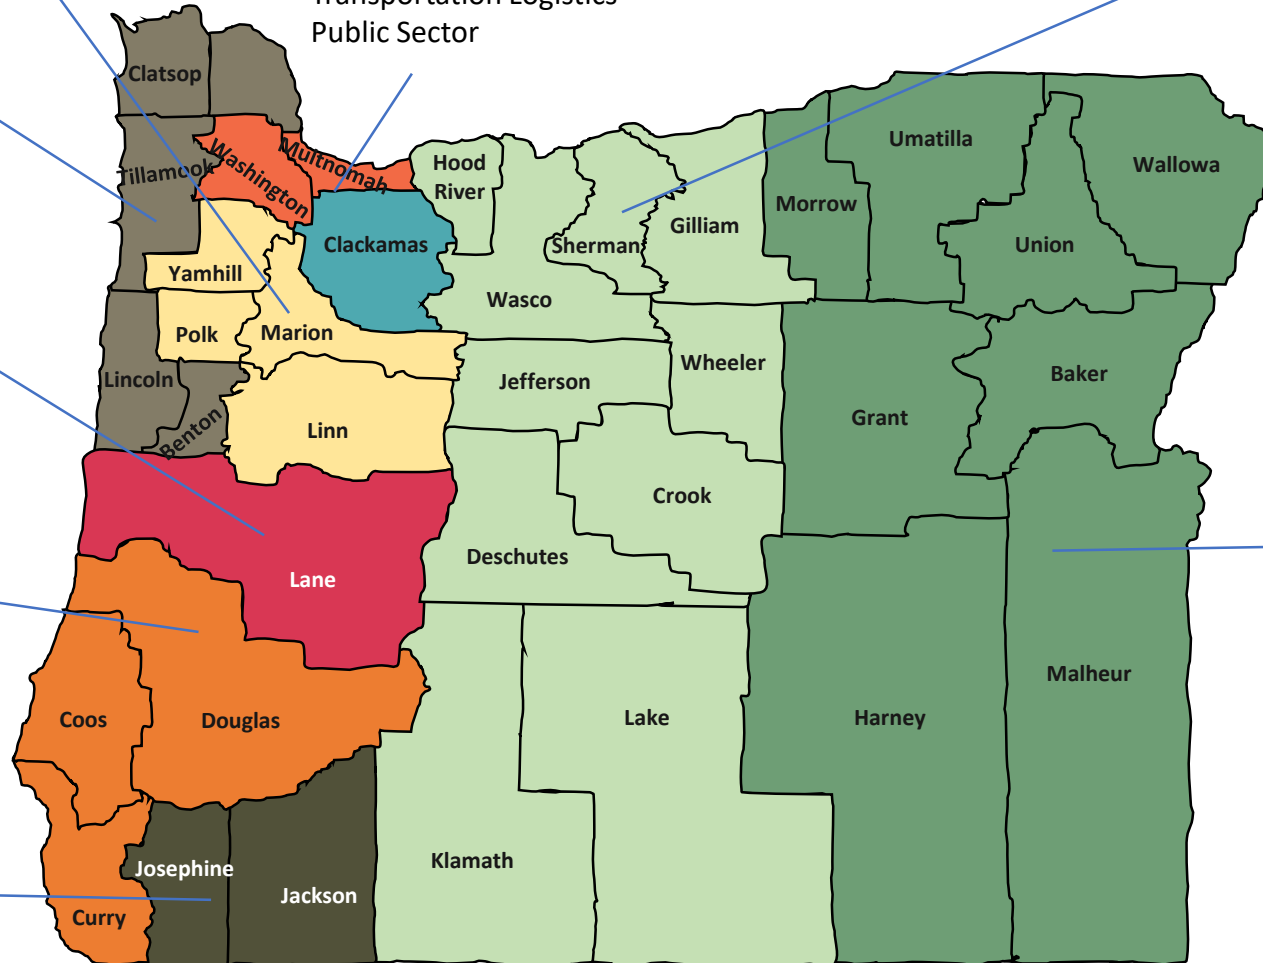 Transportation Logistics
Public Sector
Clatsop
Tillamook
Washington
Multnomah
Hood
River
Umatilla
Wallowa
Morrow
Clackamas
Sherman
Gilliam
Union
Yamhill
Wasco
Polk
Marion
Wheeler
Lincoln
Jefferson
Baker
Benton
Linn
Grant
Crook
Deschutes
Lane
Malheur
Coos
Douglas
Lake
Harney
Josephine
Klamath
Jackson
Curry